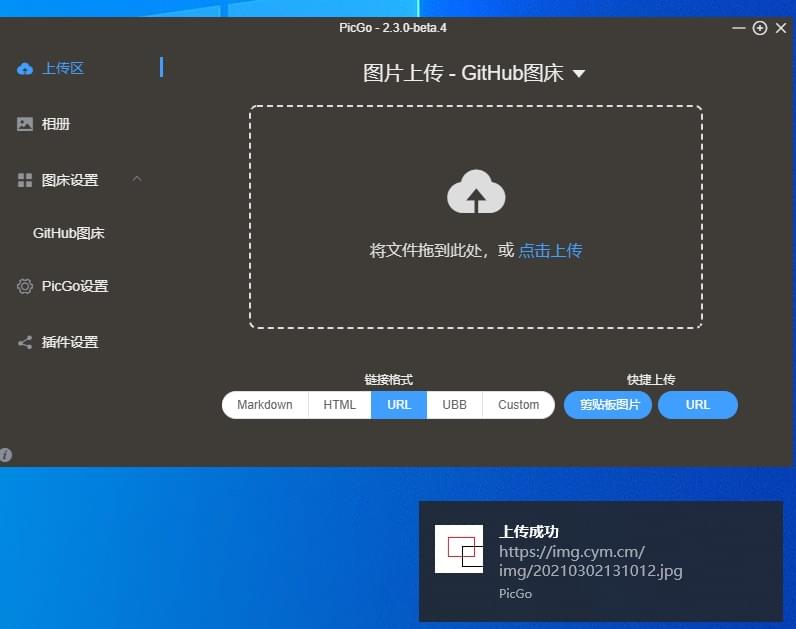 PicGo - 2.3.0-beta.4
上传区
相册
图床设置
GitHub图床
PicGo设置
插件设置
图片上传 - GitHub图床
将文件拖到此处，或 点击上传
链接格式
Markdown HTML URL UBB Custom
快捷上传
剪贴板图片 URL
上传成功
https://img.cym.cm/
img/20210302131012.jpg
PicGo